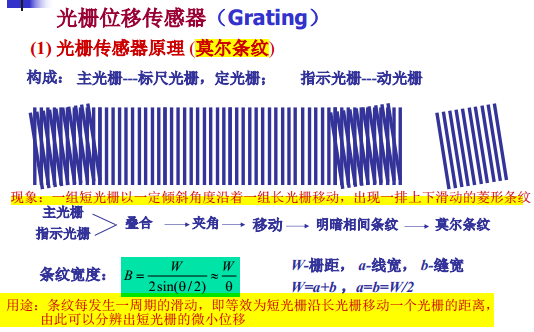 光栅位移传感器（Grating）
(1) 光栅传感器原理 (莫尔条纹)
构成： 主光栅---标尺光栅，定光栅； 指示光栅---动光栅
现象：一组短光栅以一定倾斜角度沿着一组长光栅移动，出现一排上下滑动的菱形条纹
主光栅
指示光栅
叠合 夹角 移动 明暗相间条纹 莫尔条纹
条纹宽度： B = W / 2sin(θ/2) ≈ W / θ
W-栅距， a-线宽， b-缝宽
W=a+b ，a=b=W/2
用途：条纹每发生一周期的滑动，即等效为短光栅沿长光栅移动一个光栅的距离，
由此可以分辨出短光栅的微小位移